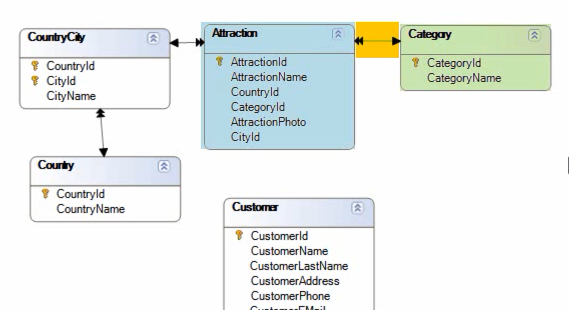 CountryCity
CountryId
CityId
CityName
Attraction
AttractionId
AttractionName
CountryId
CategoryId
AttractionPhoto
CityId
Category
CategoryId
CategoryName
Country
CountryId
CountryName
Customer
CustomerId
CustomerName
CustomerLastName
CustomerAddress
CustomerPhone
CustomerEMail